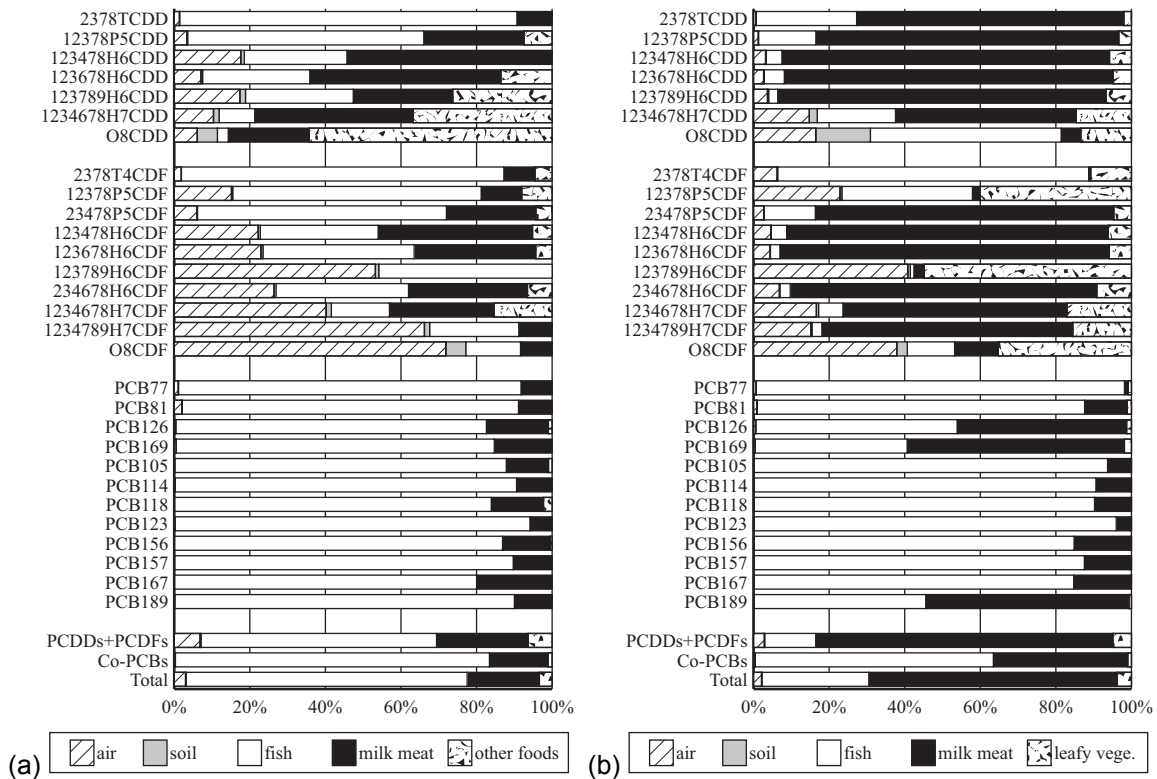 2378TCDD
12378P5CDD
123478H6CDD
123678H6CDD
123789H6CDD
1234678H7CDD
O8CDD
2378T4CDF
12378P5CDF
23478P5CDF
123478H6CDF
123678H6CDF
123789H6CDF
234678H6CDF
1234678H7CDF
1234789H7CDF
O8CDF
PCB77
PCB81
PCB126
PCB169
PCB105
PCB114
PCB118
PCB123
PCB156
PCB157
PCB167
PCB189
PCDDs+PCDFs
Co-PCBs
Total
0% 20% 40% 60% 80% 100%
(a) air soil fish milk meat other foods
2378TCDD
12378P5CDD
123478H6CDD
123678H6CDD
123789H6CDD
1234678H7CDD
O8CDD
2378T4CDF
12378P5CDF
23478P5CDF
123478H6CDF
123678H6CDF
123789H6CDF
234678H6CDF
1234678H7CDF
1234789H7CDF
O8CDF
PCB77
PCB81
PCB126
PCB169
PCB105
PCB114
PCB118
PCB123
PCB156
PCB157
PCB167
PCB189
PCDDs+PCDFs
Co-PCBs
Total
0% 20% 40% 60% 80% 100%
(b) air soil fish milk meat leafy vege.